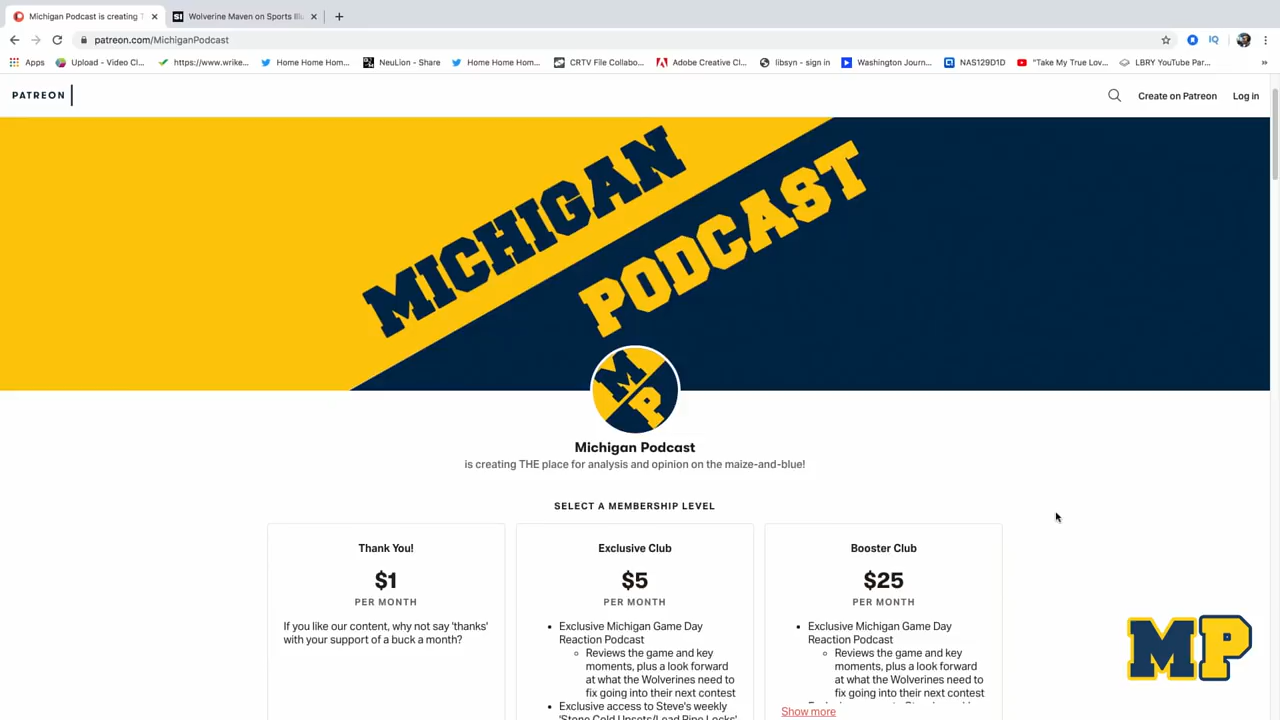 Michigan Podcast is creating T
Wolverine Maven on Sports Illu
patreon.com/MichiganPodcast
Apps
Upload - Video Cl...
https://www.wrike...
Home Home Hom...
NeuLion - Share
Home Home Hom...
CRTV File Collabo...
Adobe Creative Cl...
libsyn - sign in
Washington Journ...
NAS129D1D
"Take My True Lov...
LBRY YouTube Par...
»
PATREON
Create on Patreon
Log in
MICHIGAN
PODCAST
M
P
Michigan Podcast
is creating THE place for analysis and opinion on the maize-and-blue!
SELECT A MEMBERSHIP LEVEL
Thank You!
$1
PER MONTH
If you like our content, why not say 'thanks'
with your support of a buck a month?
Exclusive Club
$5
PER MONTH
• Exclusive Michigan Game Day
Reaction Podcast
◦ Reviews the game and key
moments, plus a look forward
at what the Wolverines need to
fix going into their next contest
• Exclusive access to Steve's weekly
'Stone Cold Upsets/Lead Pipe Locks'
Booster Club
$25
PER MONTH
• Exclusive Michigan Game Day
Reaction Podcast
◦ Reviews the game and key
moments, plus a look forward
at what the Wolverines need to
fix going into their next contest
Show more
MP